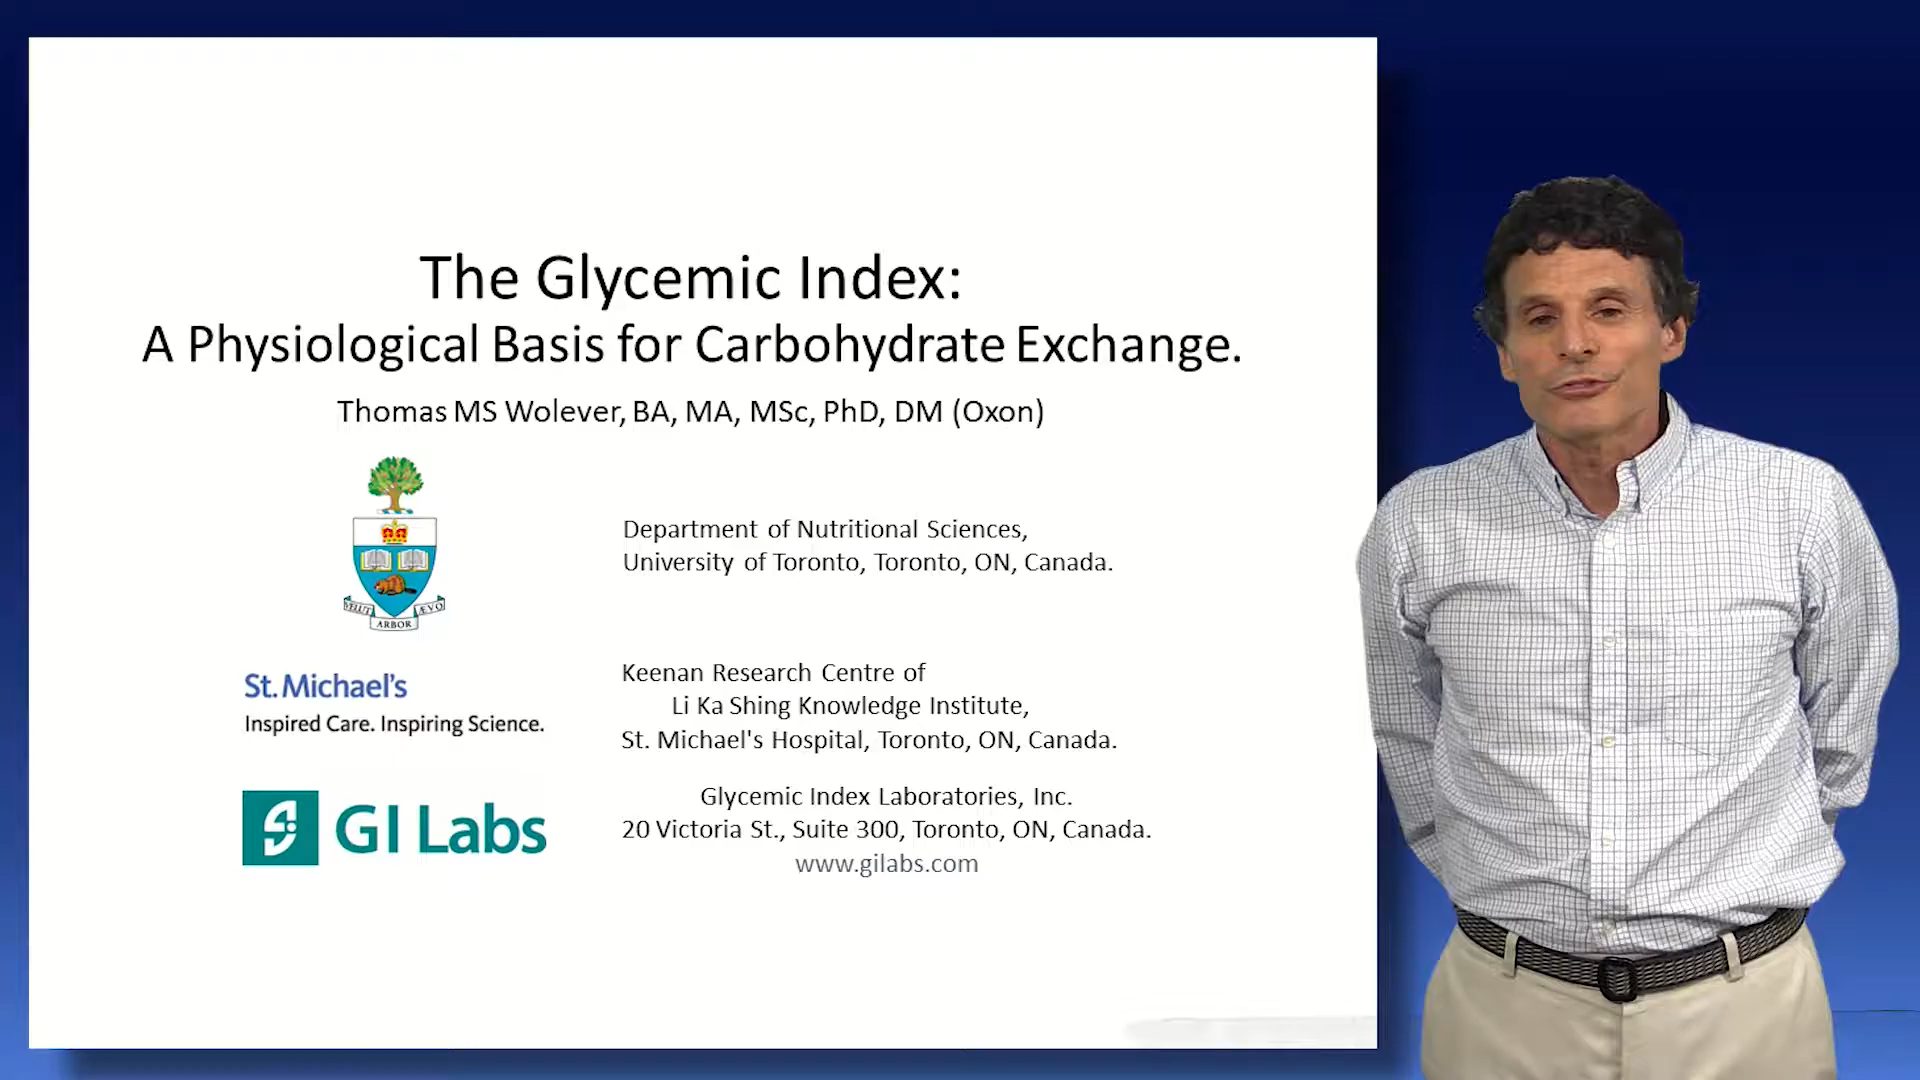 The Glycemic Index:
A Physiological Basis for Carbohydrate Exchange.
Thomas MS Wolever, BA, MA, MSc, PhD, DM (Oxon)
VELUT
ÆVO
ARBOR
Department of Nutritional Sciences,
University of Toronto, Toronto, ON, Canada.
St. Michael's
Inspired Care. Inspiring Science.
Keenan Research Centre of
Li Ka Shing Knowledge Institute,
St. Michael's Hospital, Toronto, ON, Canada.
GI Labs
Glycemic Index Laboratories, Inc.
20 Victoria St., Suite 300, Toronto, ON, Canada.
www.gilabs.com